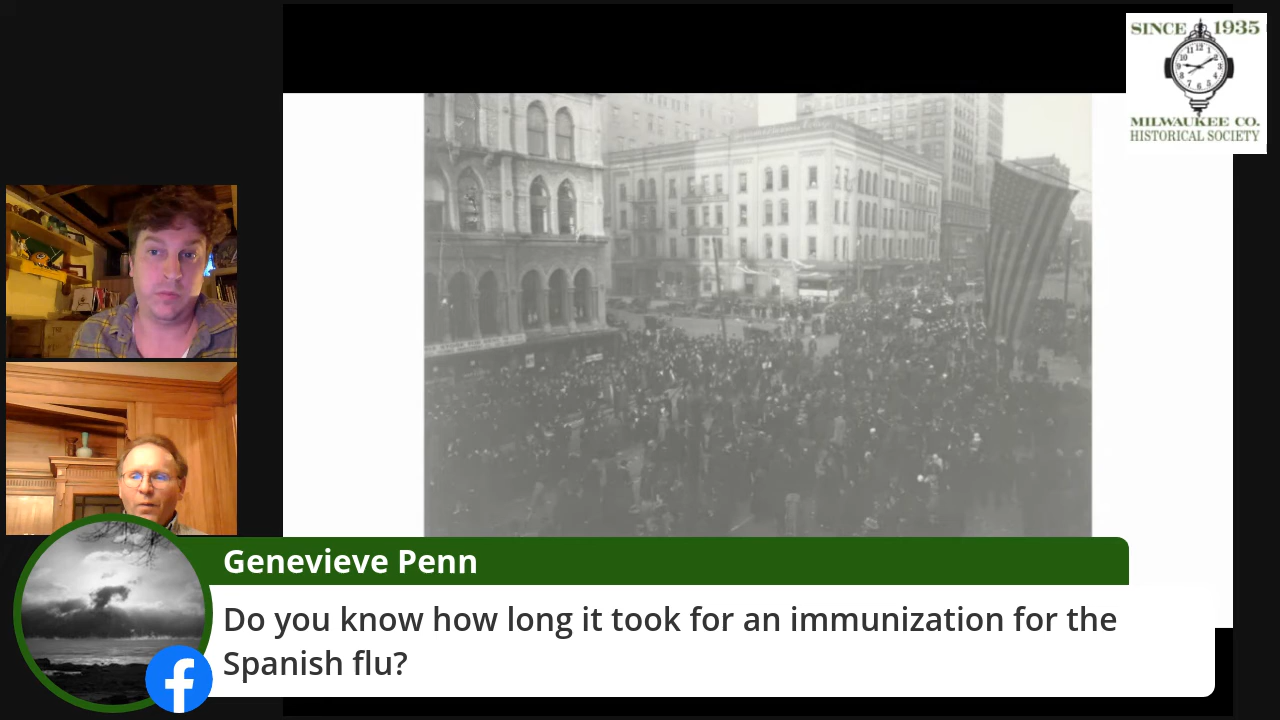 SINCE 1935
MILWAUKEE CO.
HISTORICAL SOCIETY
Genevieve Penn
Do you know how long it took for an immunization for the
Spanish flu?